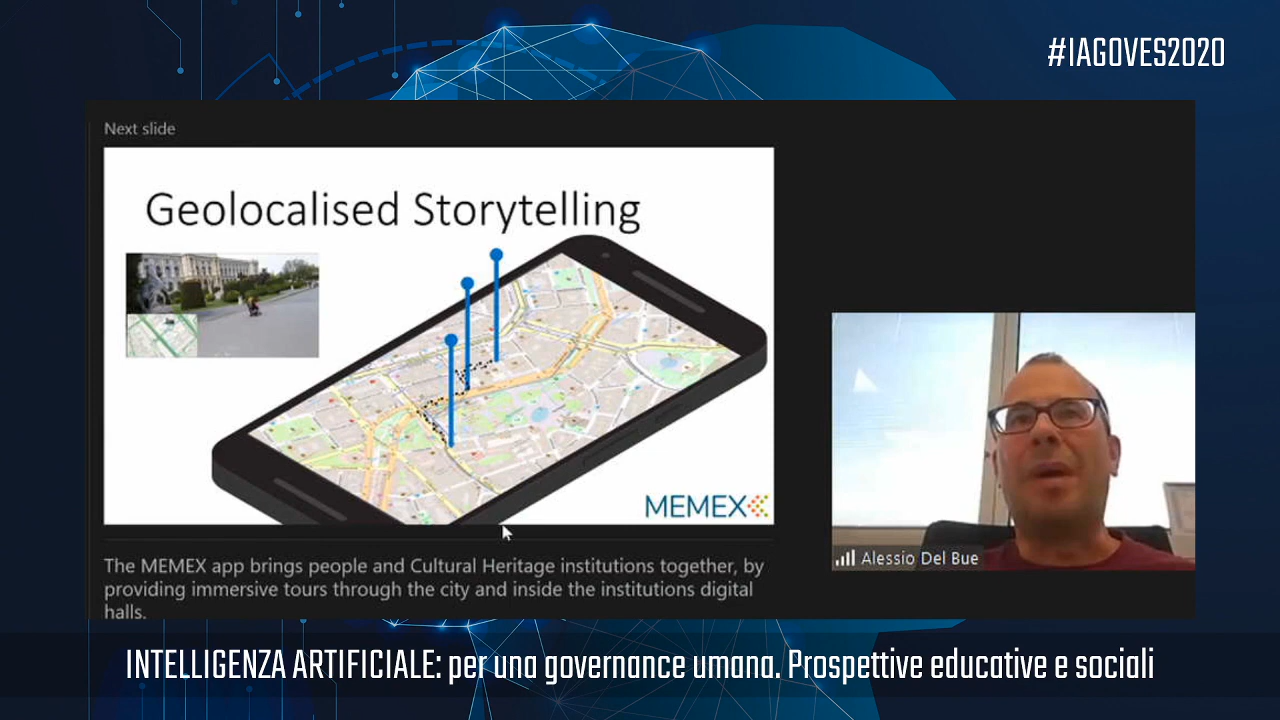 #IAGOVES2020
Next slide
Geolocalised Storytelling
MEMEX
Alessio Del Bue
The MEMEX app brings people and Cultural Heritage institutions together, by
providing immersive tours through the city and inside the institutions digital
halls.
INTELLIGENZA ARTIFICIALE: per una governance umana. Prospettive educative e sociali